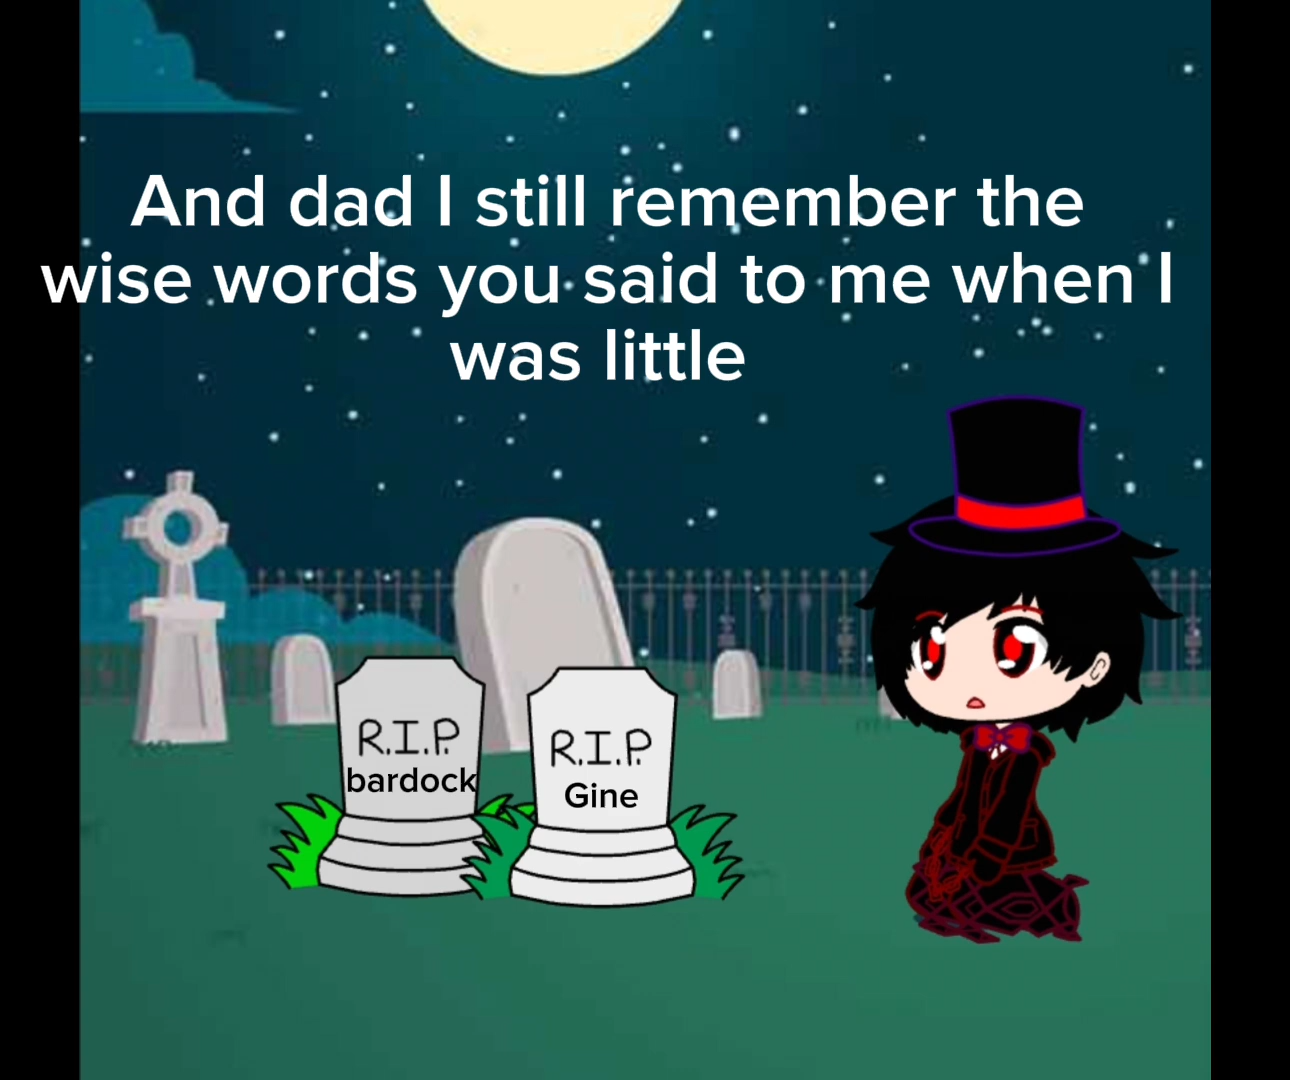 And dad I still remember the
wise words you said to me when I
was little
R.I.P.
bardock
R.I.P.
Gine